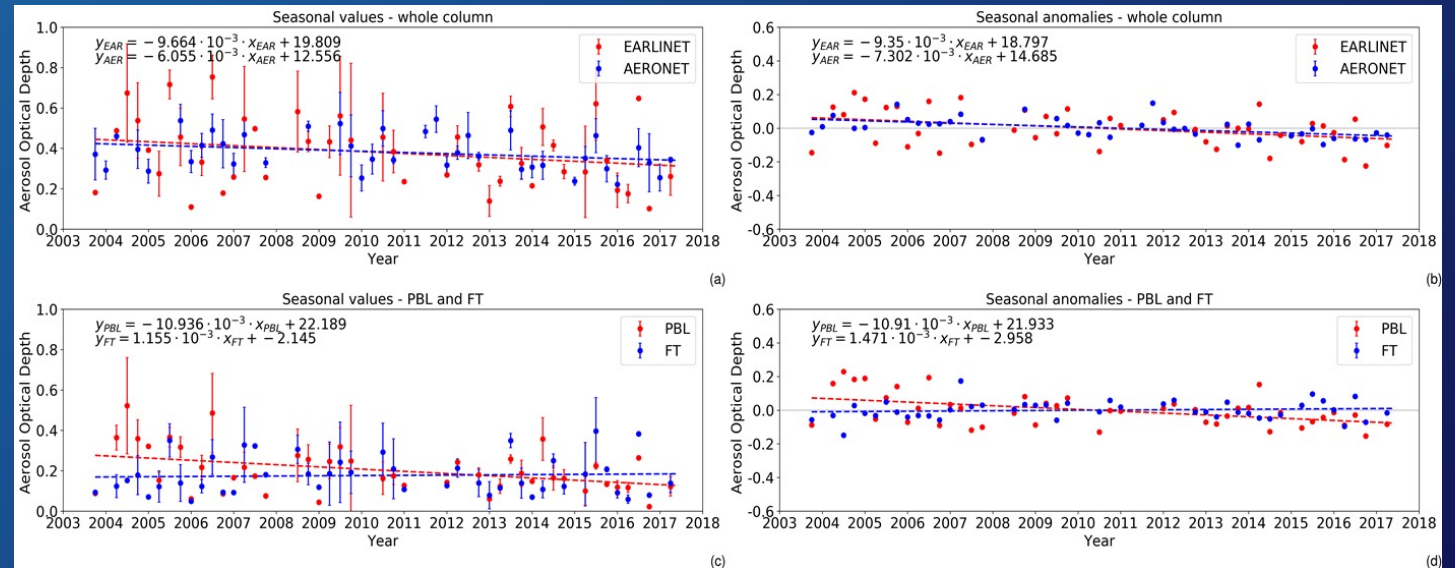 Seasonal values - whole column
y_EAR = −9.664·10⁻³·x_EAR + 19.809
y_AER = −6.055·10⁻³·x_AER + 12.556
EARLINET
AERONET
1.0
0.8
0.6
0.4
0.2
0.0
Aerosol Optical Depth
2003 2004 2005 2006 2007 2008 2009 2010 2011 2012 2013 2014 2015 2016 2017 2018
Year
(a)
Seasonal anomalies - whole column
y_EAR = −9.35·10⁻³·x_EAR + 18.797
y_AER = −7.302·10⁻³·x_AER + 14.685
EARLINET
AERONET
0.6
0.4
0.2
0.0
-0.2
-0.4
-0.6
Aerosol Optical Depth
2003 2004 2005 2006 2007 2008 2009 2010 2011 2012 2013 2014 2015 2016 2017 2018
Year
(b)
Seasonal values - PBL and FT
y_PBL = −10.936·10⁻³·x_PBL + 22.189
y_FT = 1.155·10⁻³·x_FT + −2.145
PBL
FT
1.0
0.8
0.6
0.4
0.2
0.0
Aerosol Optical Depth
2003 2004 2005 2006 2007 2008 2009 2010 2011 2012 2013 2014 2015 2016 2017 2018
Year
(c)
Seasonal anomalies - PBL and FT
y_PBL = −10.91·10⁻³·x_PBL + 21.933
y_FT = 1.471·10⁻³·x_FT + −2.958
PBL
FT
0.6
0.4
0.2
0.0
-0.2
-0.4
-0.6
Aerosol Optical Depth
2003 2004 2005 2006 2007 2008 2009 2010 2011 2012 2013 2014 2015 2016 2017 2018
Year
(d)